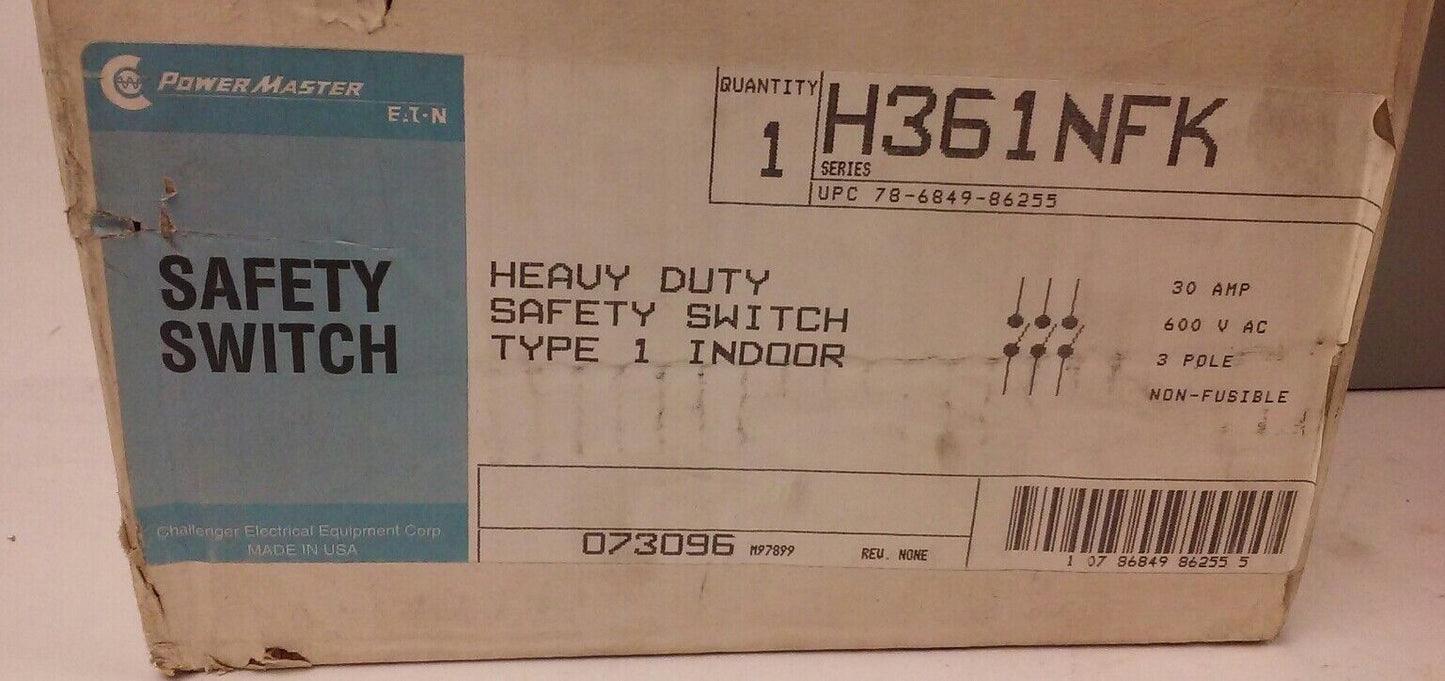 POWERMASTER
EATON
SAFETY
SWITCH
Challenger Electrical Equipment Corp
MADE IN USA
QUANTITY
1
H361NFK
SERIES
UPC 78-6849-86255
HEAVY DUTY
SAFETY SWITCH
TYPE 1 INDOOR
30 AMP
600 V AC
3 POLE
NON-FUSIBLE
073096 M97899 REV. NONE
1 07 86849 86255 5